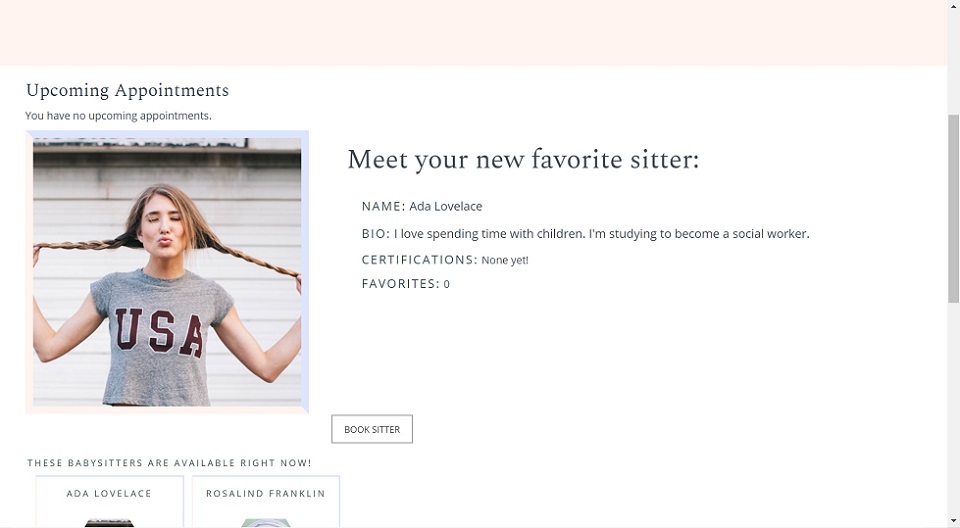 Upcoming Appointments
You have no upcoming appointments.
Meet your new favorite sitter:
NAME: Ada Lovelace
BIO: I love spending time with children. I'm studying to become a social worker.
CERTIFICATIONS: None yet!
FAVORITES: 0
USA
BOOK SITTER
THESE BABYSITTERS ARE AVAILABLE RIGHT NOW!
ADA LOVELACE
ROSALIND FRANKLIN